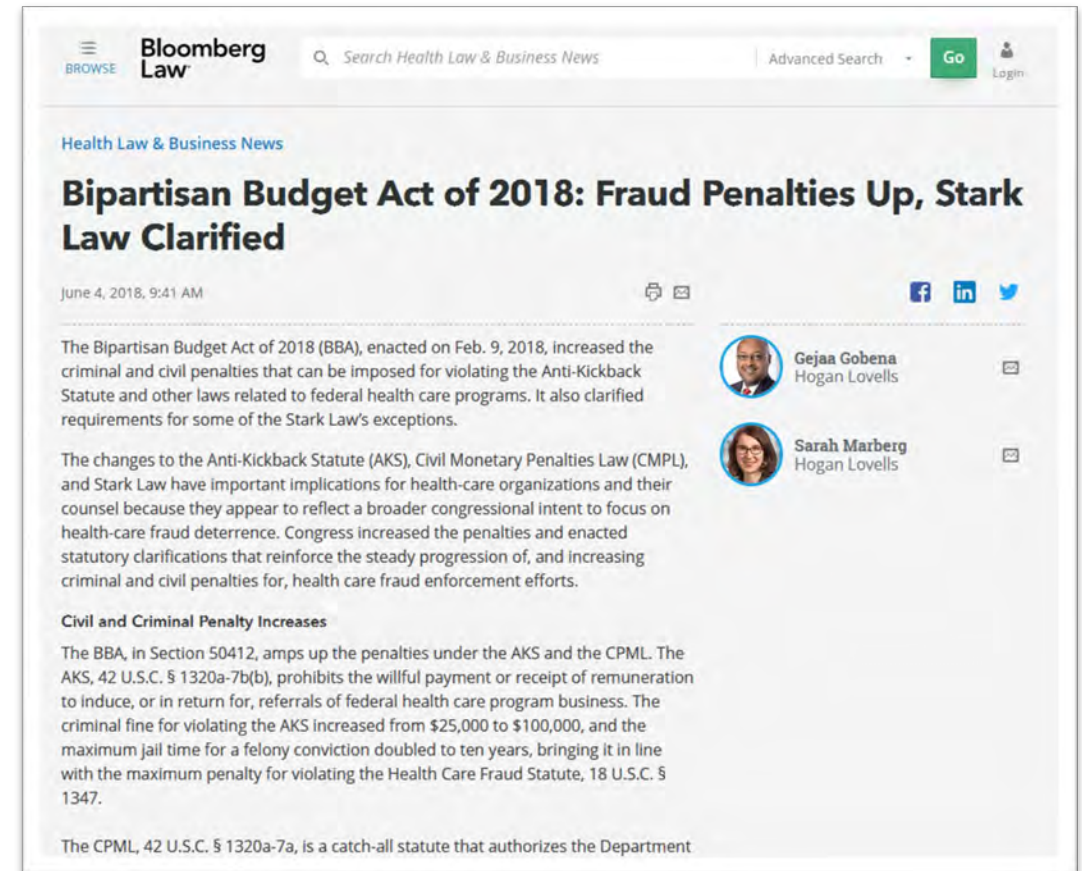 BROWSE
Bloomberg
Law
Search Health Law & Business News
Advanced Search
Go
Login
Health Law & Business News
Bipartisan Budget Act of 2018: Fraud Penalties Up, Stark
Law Clarified
June 4, 2018, 9:41 AM
The Bipartisan Budget Act of 2018 (BBA), enacted on Feb. 9, 2018, increased the
criminal and civil penalties that can be imposed for violating the Anti-Kickback
Statute and other laws related to federal health care programs. It also clarified
requirements for some of the Stark Law's exceptions.
The changes to the Anti-Kickback Statute (AKS), Civil Monetary Penalties Law (CMPL),
and Stark Law have important implications for health-care organizations and their
counsel because they appear to reflect a broader congressional intent to focus on
health-care fraud deterrence. Congress increased the penalties and enacted
statutory clarifications that reinforce the steady progression of, and increasing
criminal and civil penalties for, health care fraud enforcement efforts.
Civil and Criminal Penalty Increases
The BBA, in Section 50412, amps up the penalties under the AKS and the CPML. The
AKS, 42 U.S.C. § 1320a-7b(b), prohibits the willful payment or receipt of remuneration
to induce, or in return for, referrals of federal health care program business. The
criminal fine for violating the AKS increased from $25,000 to $100,000, and the
maximum jail time for a felony conviction doubled to ten years, bringing it in line
with the maximum penalty for violating the Health Care Fraud Statute, 18 U.S.C. §
1347.
The CPML, 42 U.S.C. § 1320a-7a, is a catch-all statute that authorizes the Department
Gejaa Gobena
Hogan Lovells
Sarah Marberg
Hogan Lovells